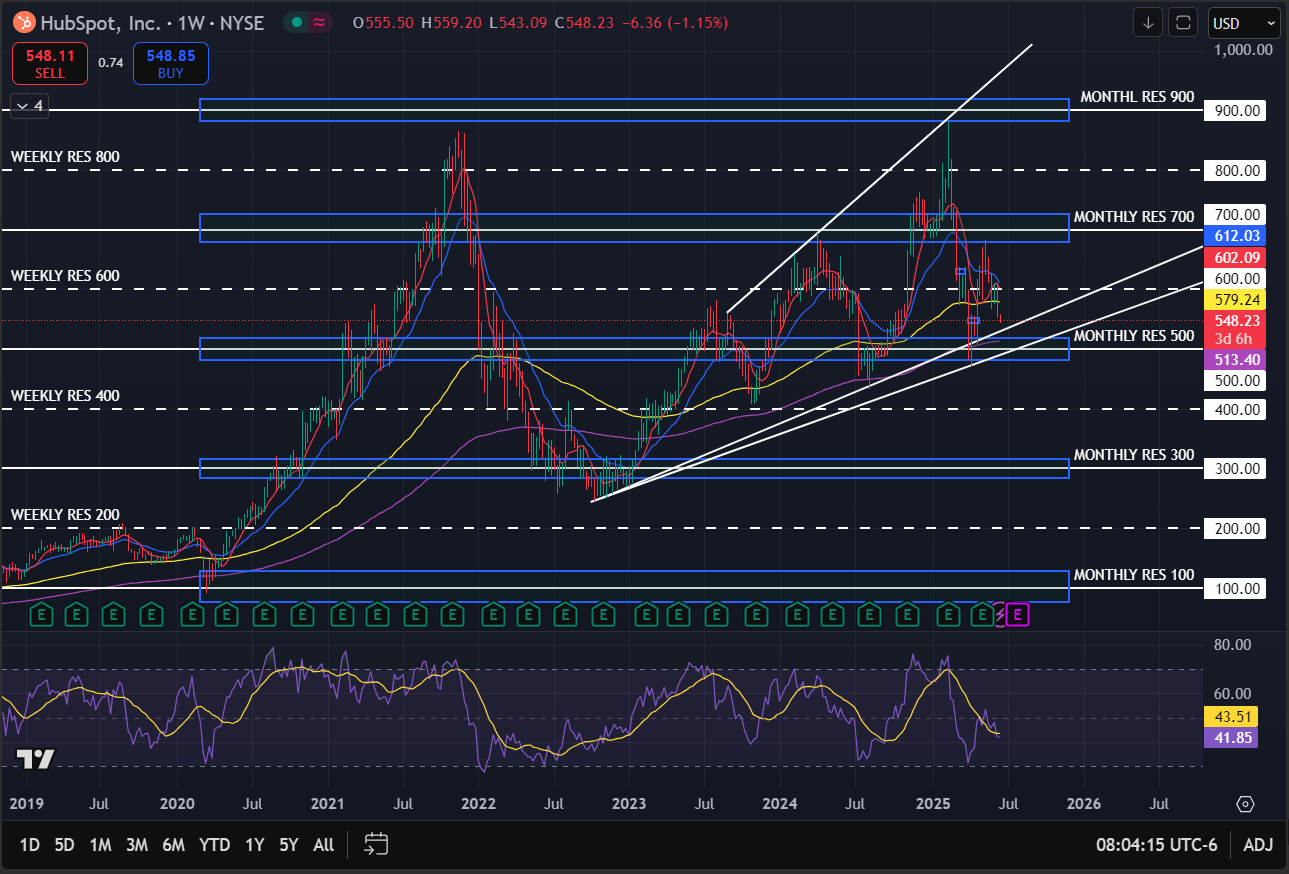 HubSpot, Inc. · 1W · NYSE
O555.50 H559.20 L543.09 C548.23 −6.36 (−1.15%)
USD
548.11
SELL
0.74
548.85
BUY
4
1,000.00
MONTHL RES 900
900.00
WEEKLY RES 800
800.00
MONTHLY RES 700
700.00
612.03
602.09
WEEKLY RES 600
600.00
579.24
548.23
3d 6h
MONTHLY RES 500
513.40
500.00
WEEKLY RES 400
400.00
MONTHLY RES 300
300.00
WEEKLY RES 200
200.00
MONTHLY RES 100
100.00
E E E E E E E E E E E E E E E E E E E E E E E E E E E
80.00
60.00
43.51
41.85
2019 Jul 2020 Jul 2021 Jul 2022 Jul 2023 Jul 2024 Jul 2025 Jul 2026 Jul
1D 5D 1M 3M 6M YTD 1Y 5Y All
08:04:15 UTC-6
ADJ